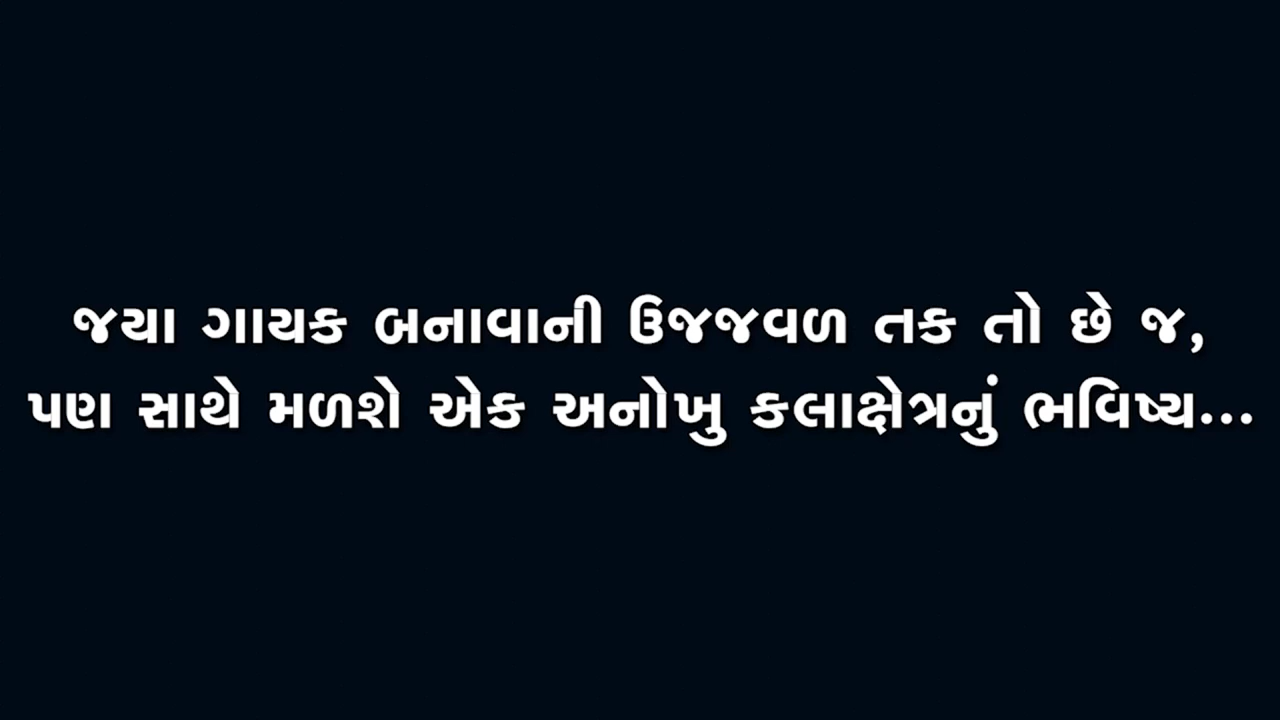 જયા ગાયક બનાવાની ઉજજવળ તક તો છે જ,
પણ સાથે મળશે એક અનોખુ કલાક્ષેત્રનું ભવિષ્ય...